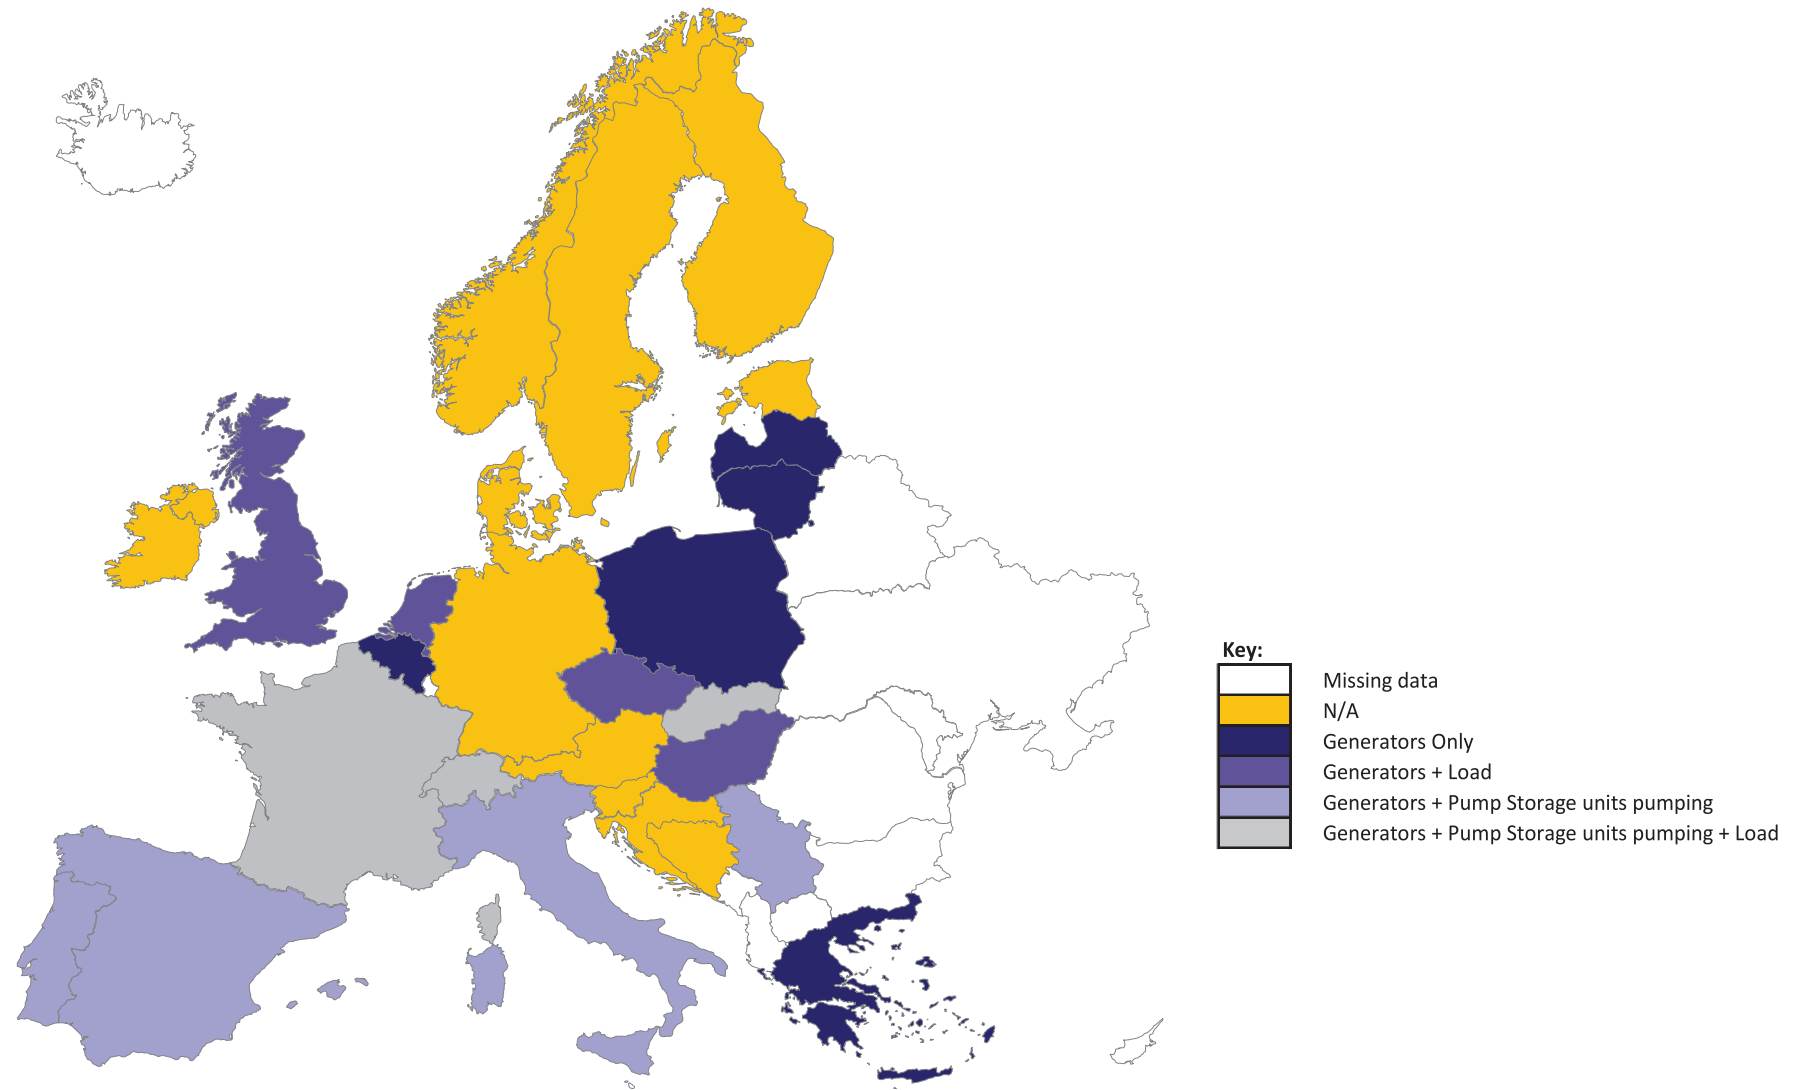 Key:
Missing data
N/A
Generators Only
Generators + Load
Generators + Pump Storage units pumping
Generators + Pump Storage units pumping + Load